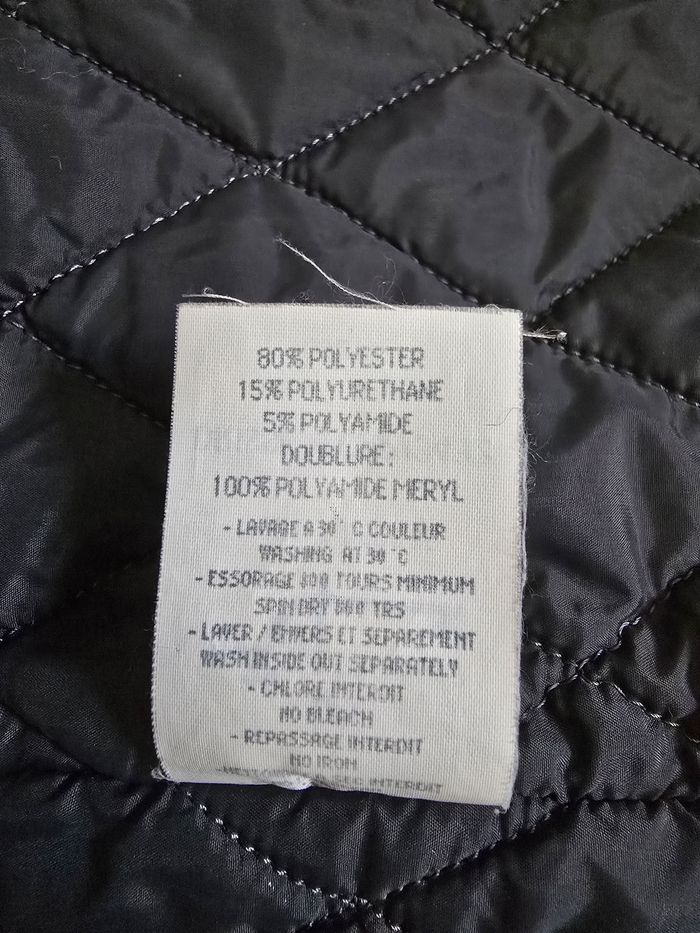 80% POLYESTER
15% POLYURETHANE
5% POLYAMIDE
DOUBLURE:
100% POLYAMIDE MERYL
- LAVAGE A 30° C COULEUR
WASHING AT 30°C
- ESSORAGE TOURS MINIMUM
SPIN DRY TRS
- LAVER / ENVERS ET SEPAREMENT
WASH INSIDE OUT SEPARATELY
- CHLORE INTERDIT
NO BLEACH
- REPASSAGE INTERDIT
NO IRON
INTERDIT